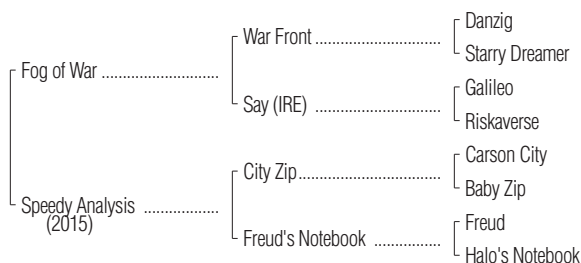 Danzig
War Front
Starry Dreamer
Fog of War
Galileo
Say (IRE)
Riskaverse
Carson City
City Zip
Baby Zip
Speedy Analysis
(2015)
Freud
Freud's Notebook
Halo's Notebook